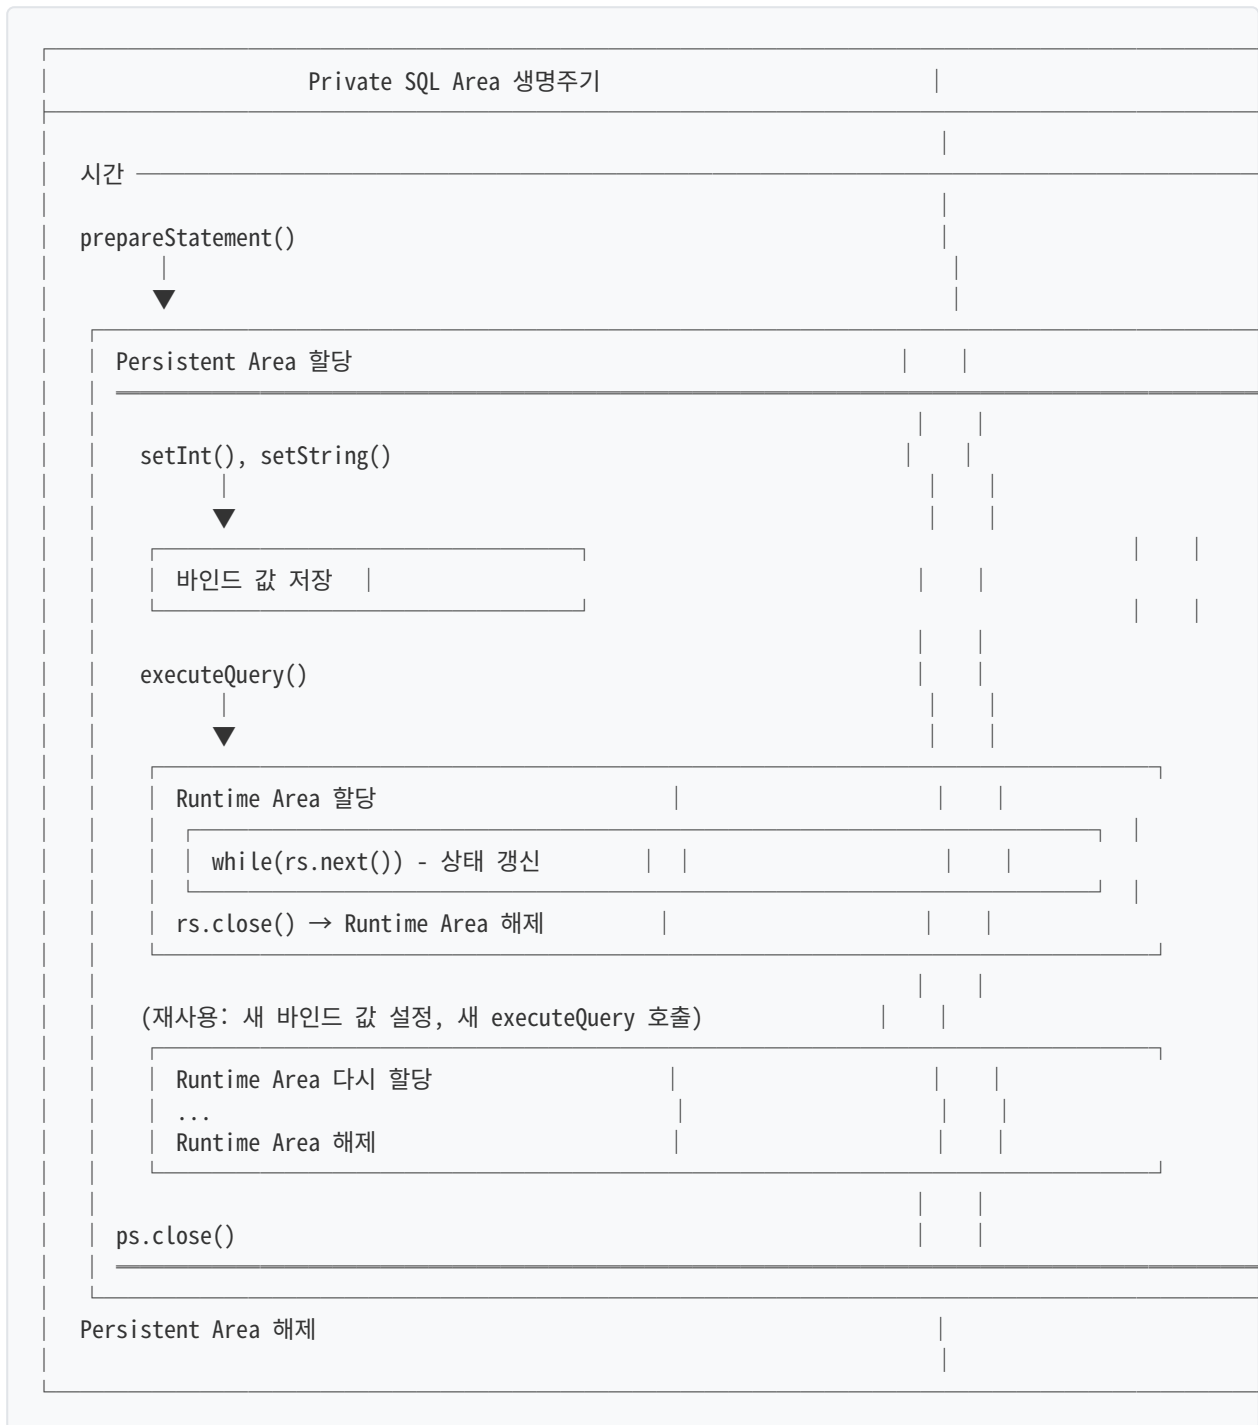 Private SQL Area 생명주기
시간
prepareStatement()
▼
Persistent Area 할당
setInt(), setString()
▼
바인드 값 저장
executeQuery()
▼
Runtime Area 할당
while(rs.next()) - 상태 갱신
rs.close() → Runtime Area 해제
(재사용: 새 바인드 값 설정, 새 executeQuery 호출)
Runtime Area 다시 할당
...
Runtime Area 해제
ps.close()
Persistent Area 해제